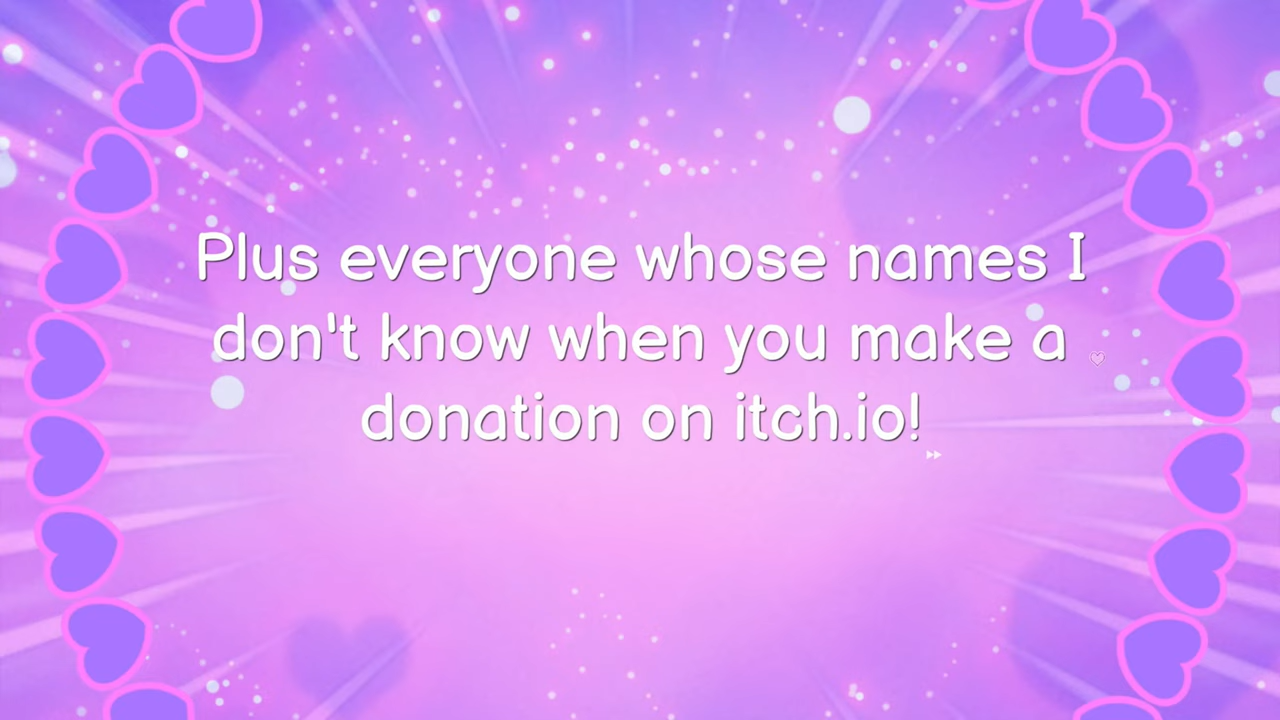 Plus everyone whose names I
don't know when you make a
donation on itch.io!